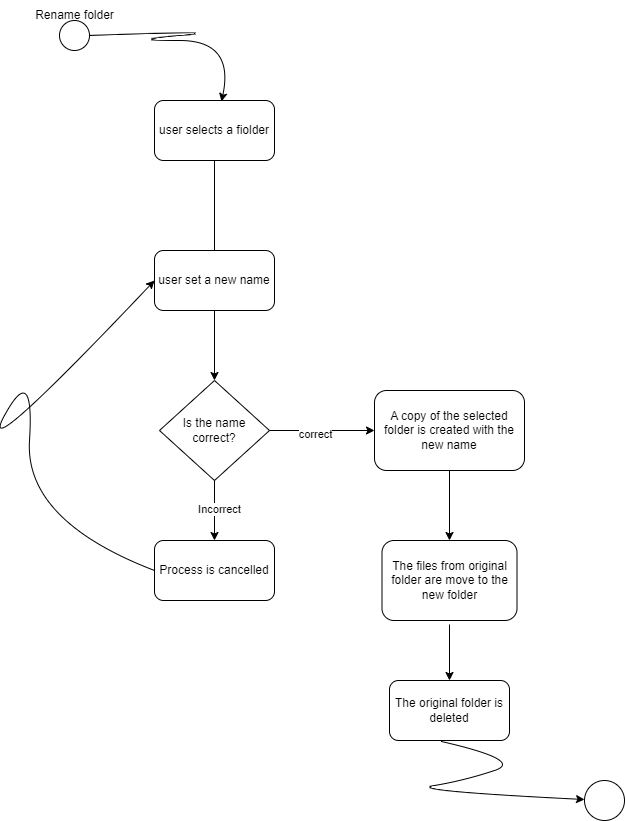 Rename folder
user selects a fiolder
user set a new name
Is the name
correct?
correct
A copy of the selected
folder is created with the
new name
Incorrect
Process is cancelled
The files from original
folder are move to the
new folder
The original folder is
deleted